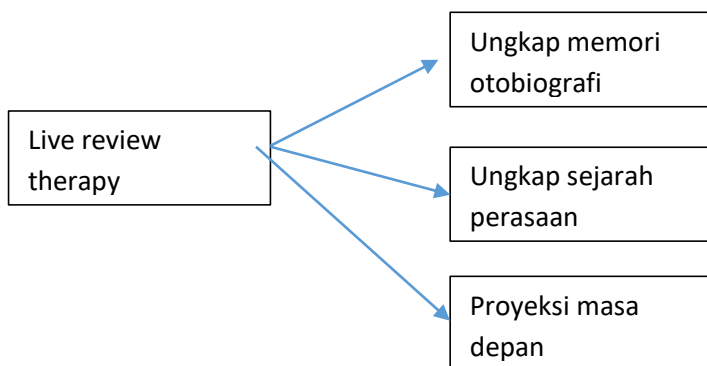 Ungkap memori
otobiografi
Live review
therapy
Ungkap sejarah
perasaan
Proyeksi masa
depan